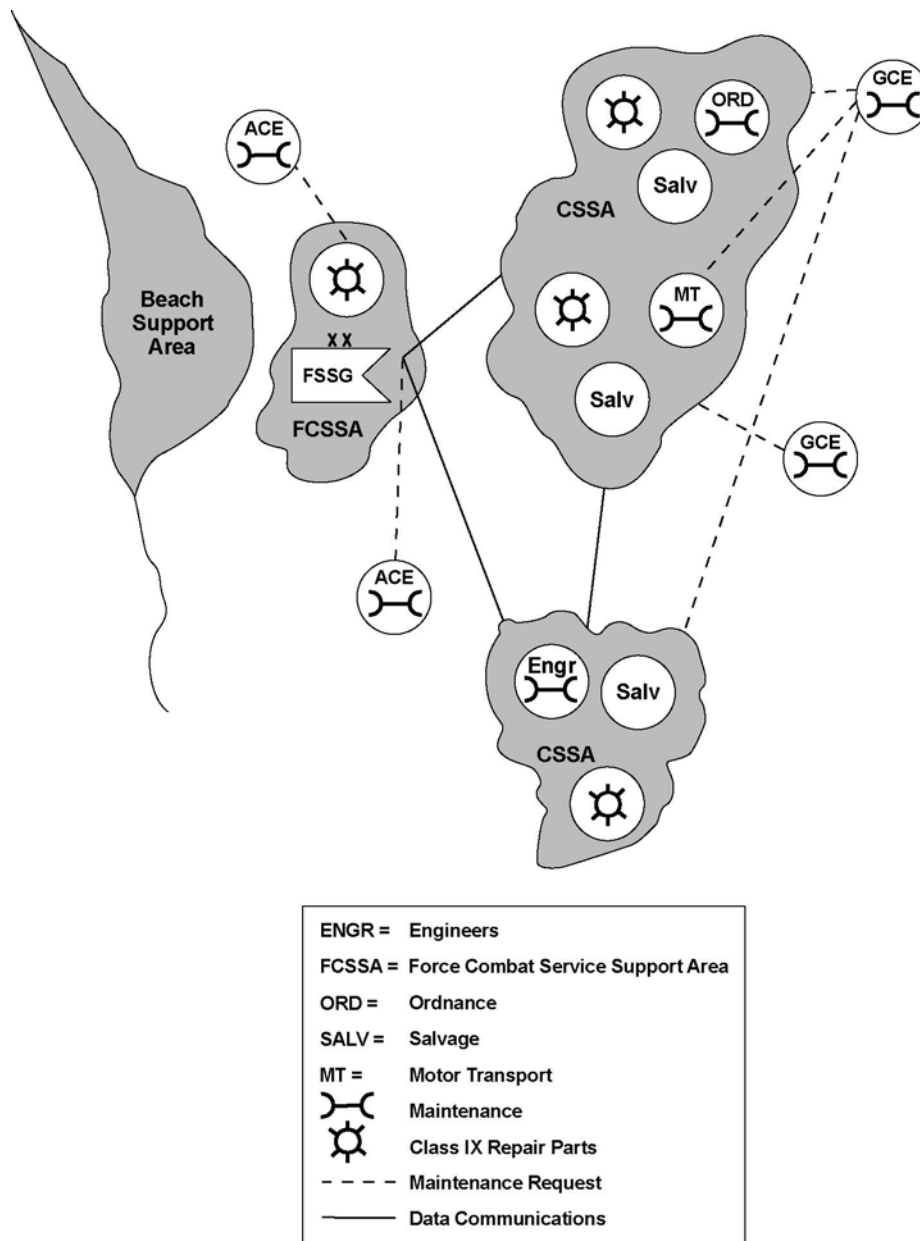 GCE
ORD
ACE
Salv
CSSA
Beach
Support
Area
MT
XX
FSSG
Salv
FCSSA
GCE
ACE
Engr
Salv
CSSA
ENGR = Engineers
FCSSA = Force Combat Service Support Area
ORD = Ordnance
SALV = Salvage
MT = Motor Transport
Maintenance
Class IX Repair Parts
Maintenance Request
Data Communications